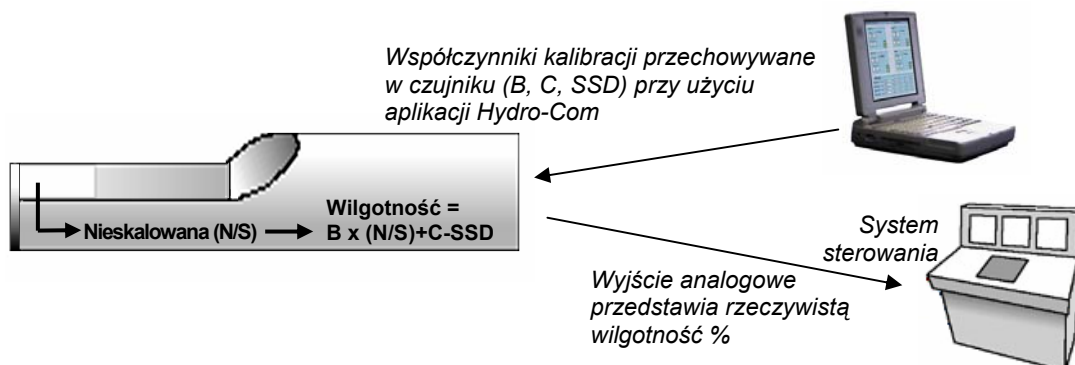 Współczynniki kalibracji przechowywane
w czujniku (B, C, SSD) przy użyciu
aplikacji Hydro-Com
Nieskalowana (N/S)
Wilgotność =
B x (N/S)+C-SSD
System
sterowania
Wyjście analogowe
przedstawia rzeczywistą
wilgotność %